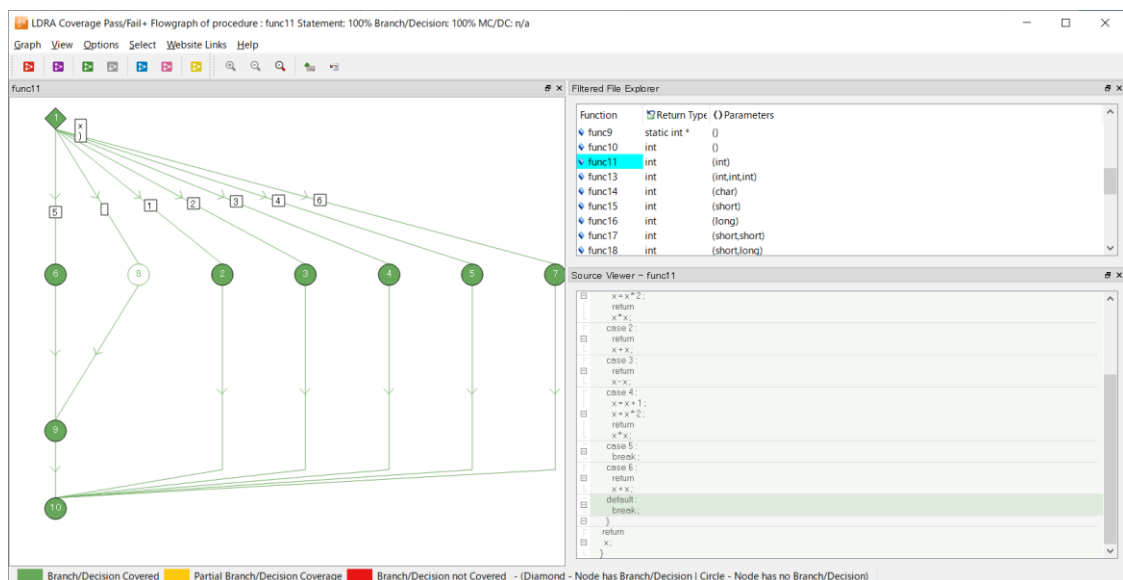 LDRA Coverage Pass/Fail+ Flowgraph of procedure : func11 Statement: 100% Branch/Decision: 100% MC/DC: n/a
Graph View Options Select Website Links Help
func11
1
x
)
5
1
2
3
4
6
6
8
2
3
4
5
7
9
10
Filtered File Explorer
Function Return Type () Parameters
func9 static int * ()
func10 int ()
func11 int (int)
func13 int (int,int,int)
func14 int (char)
func15 int (short)
func16 int (long)
func17 int (short,short)
func18 int (short,long)
Source Viewer - func11
x=x*2;
return
x*x;
case 2:
return
x+x;
case 3:
return
x-x;
case 4:
x=x+1;
x=x*2;
return
x*x;
case 5:
break;
case 6:
return
x+x;
default:
break;
}
return
x;
}
Branch/Decision Covered Partial Branch/Decision Coverage Branch/Decision not Covered - (Diamond - Node has Branch/Decision | Circle - Node has no Branch/Decision)